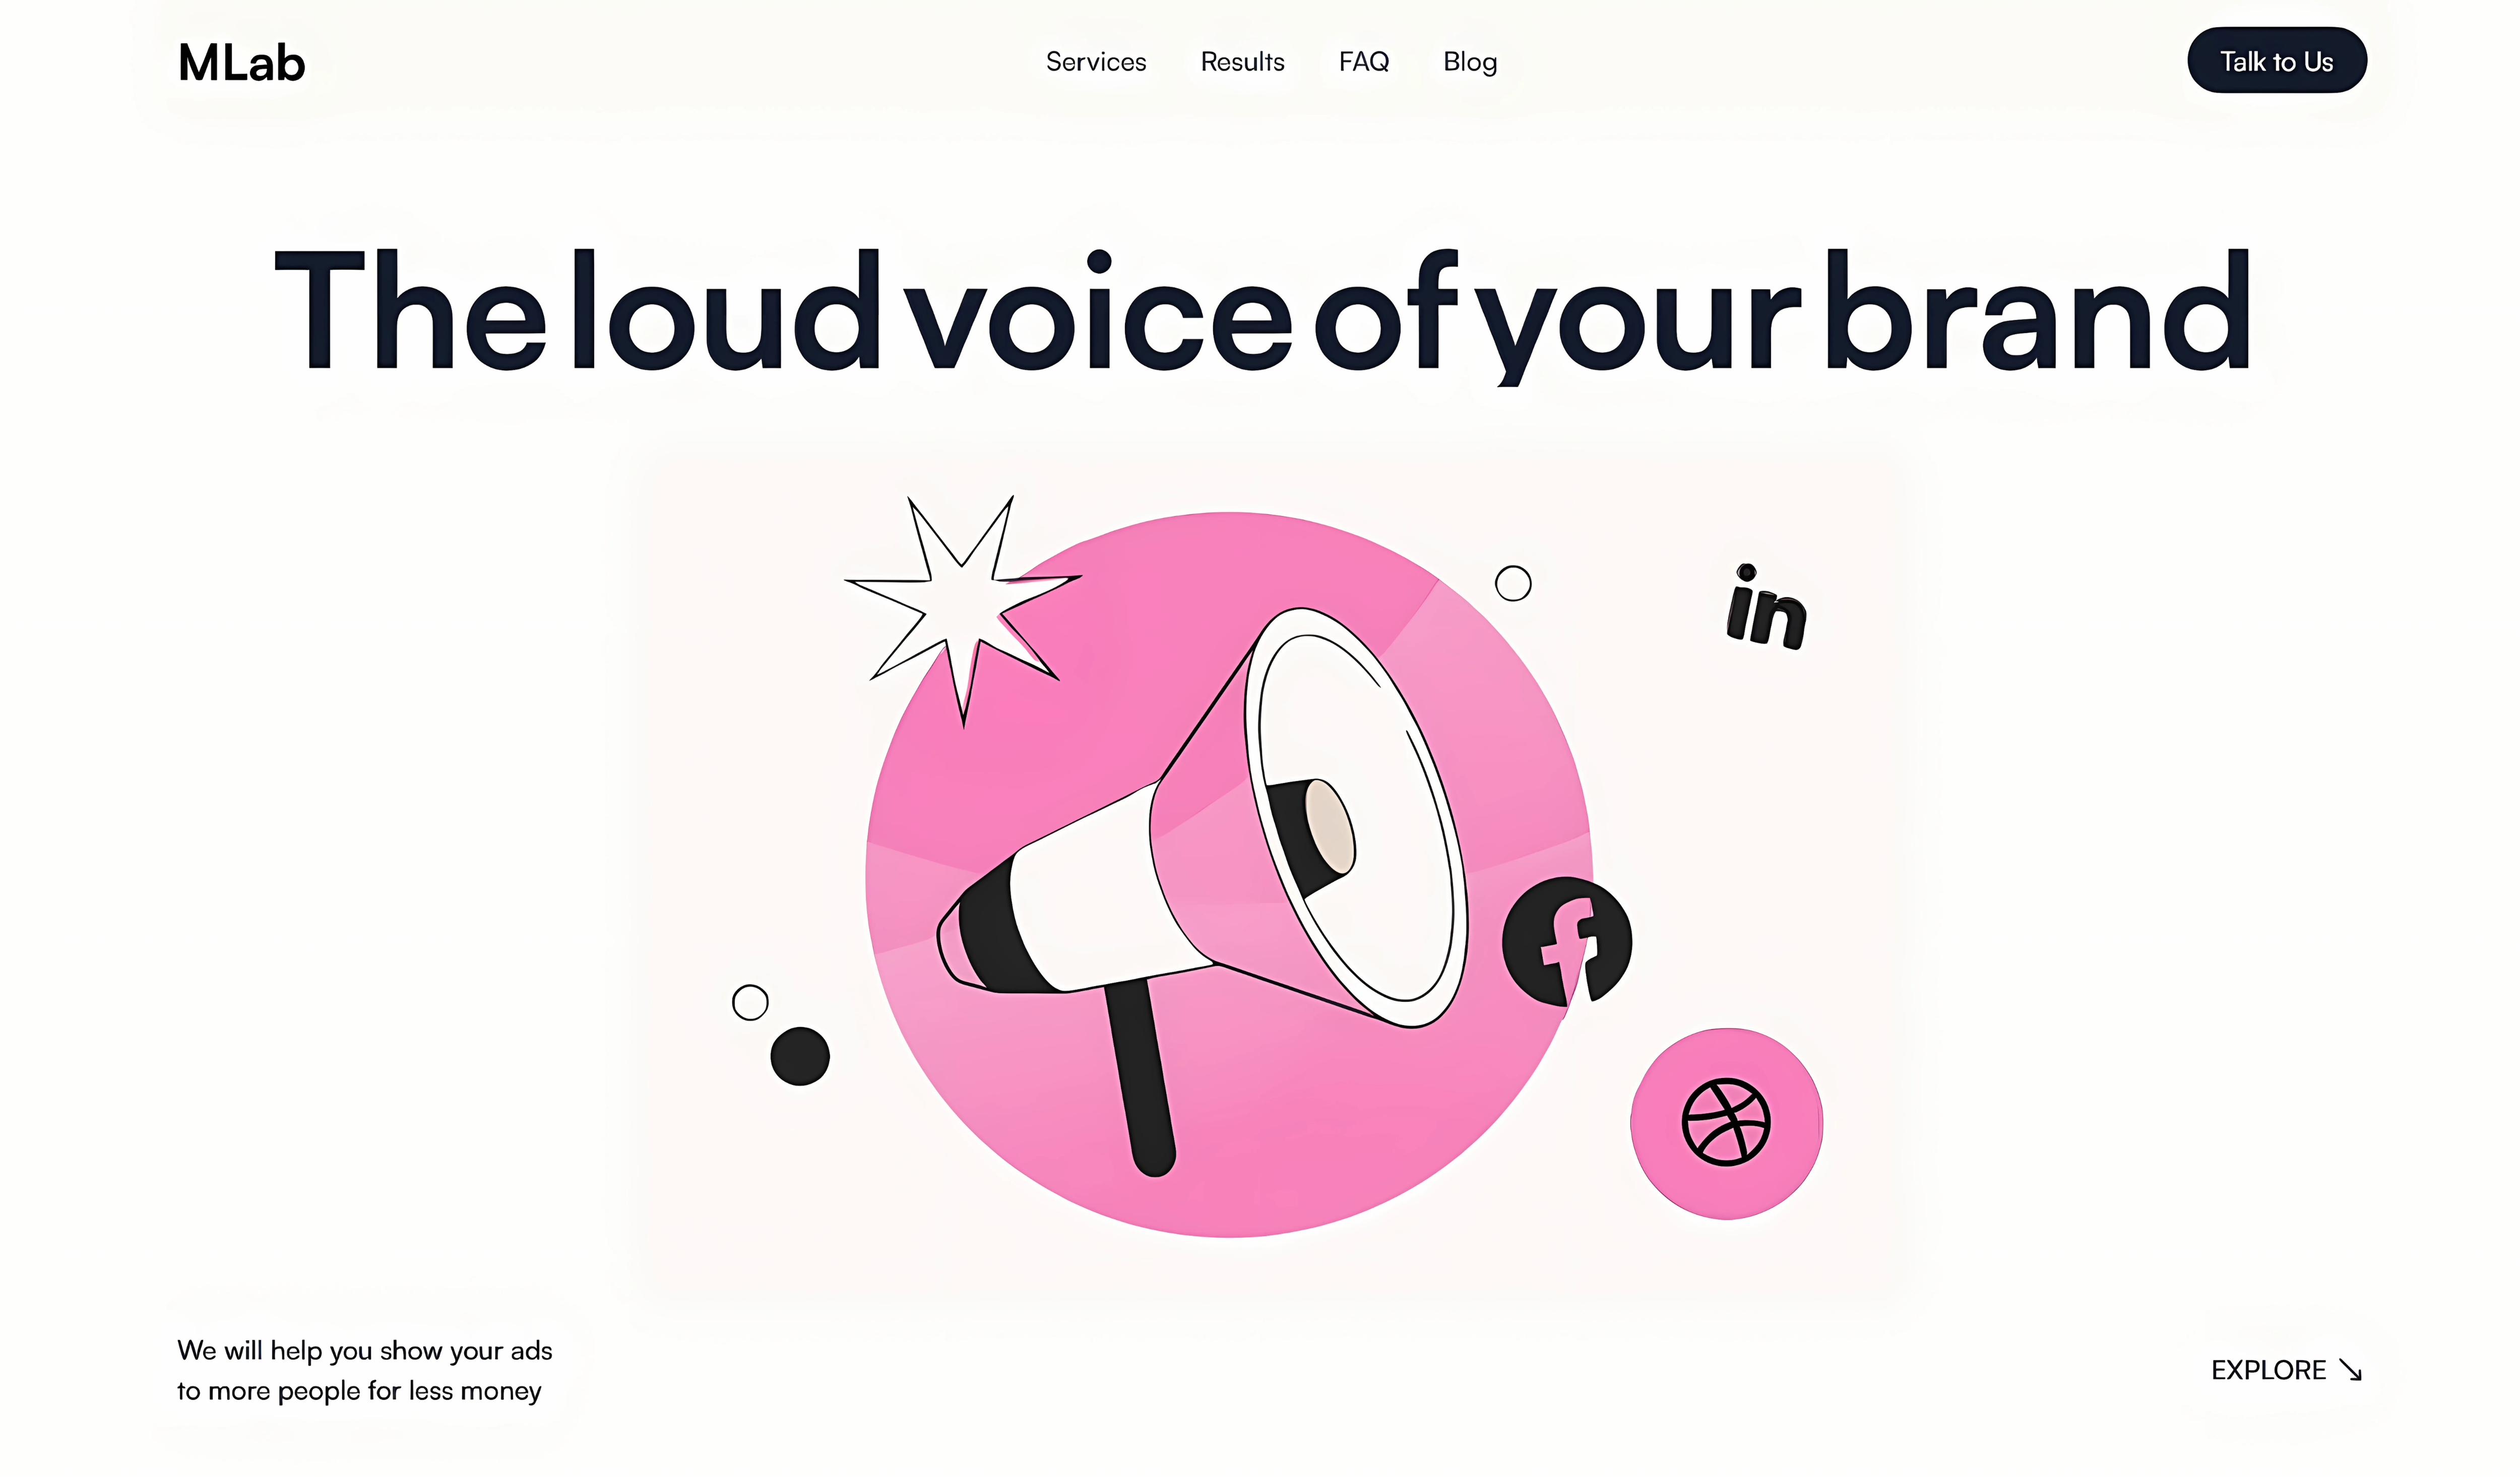 MLab
Services Results FAQ Blog
Talk to Us
The loud voice of your brand
in
We will help you show your ads
to more people for less money
EXPLORE